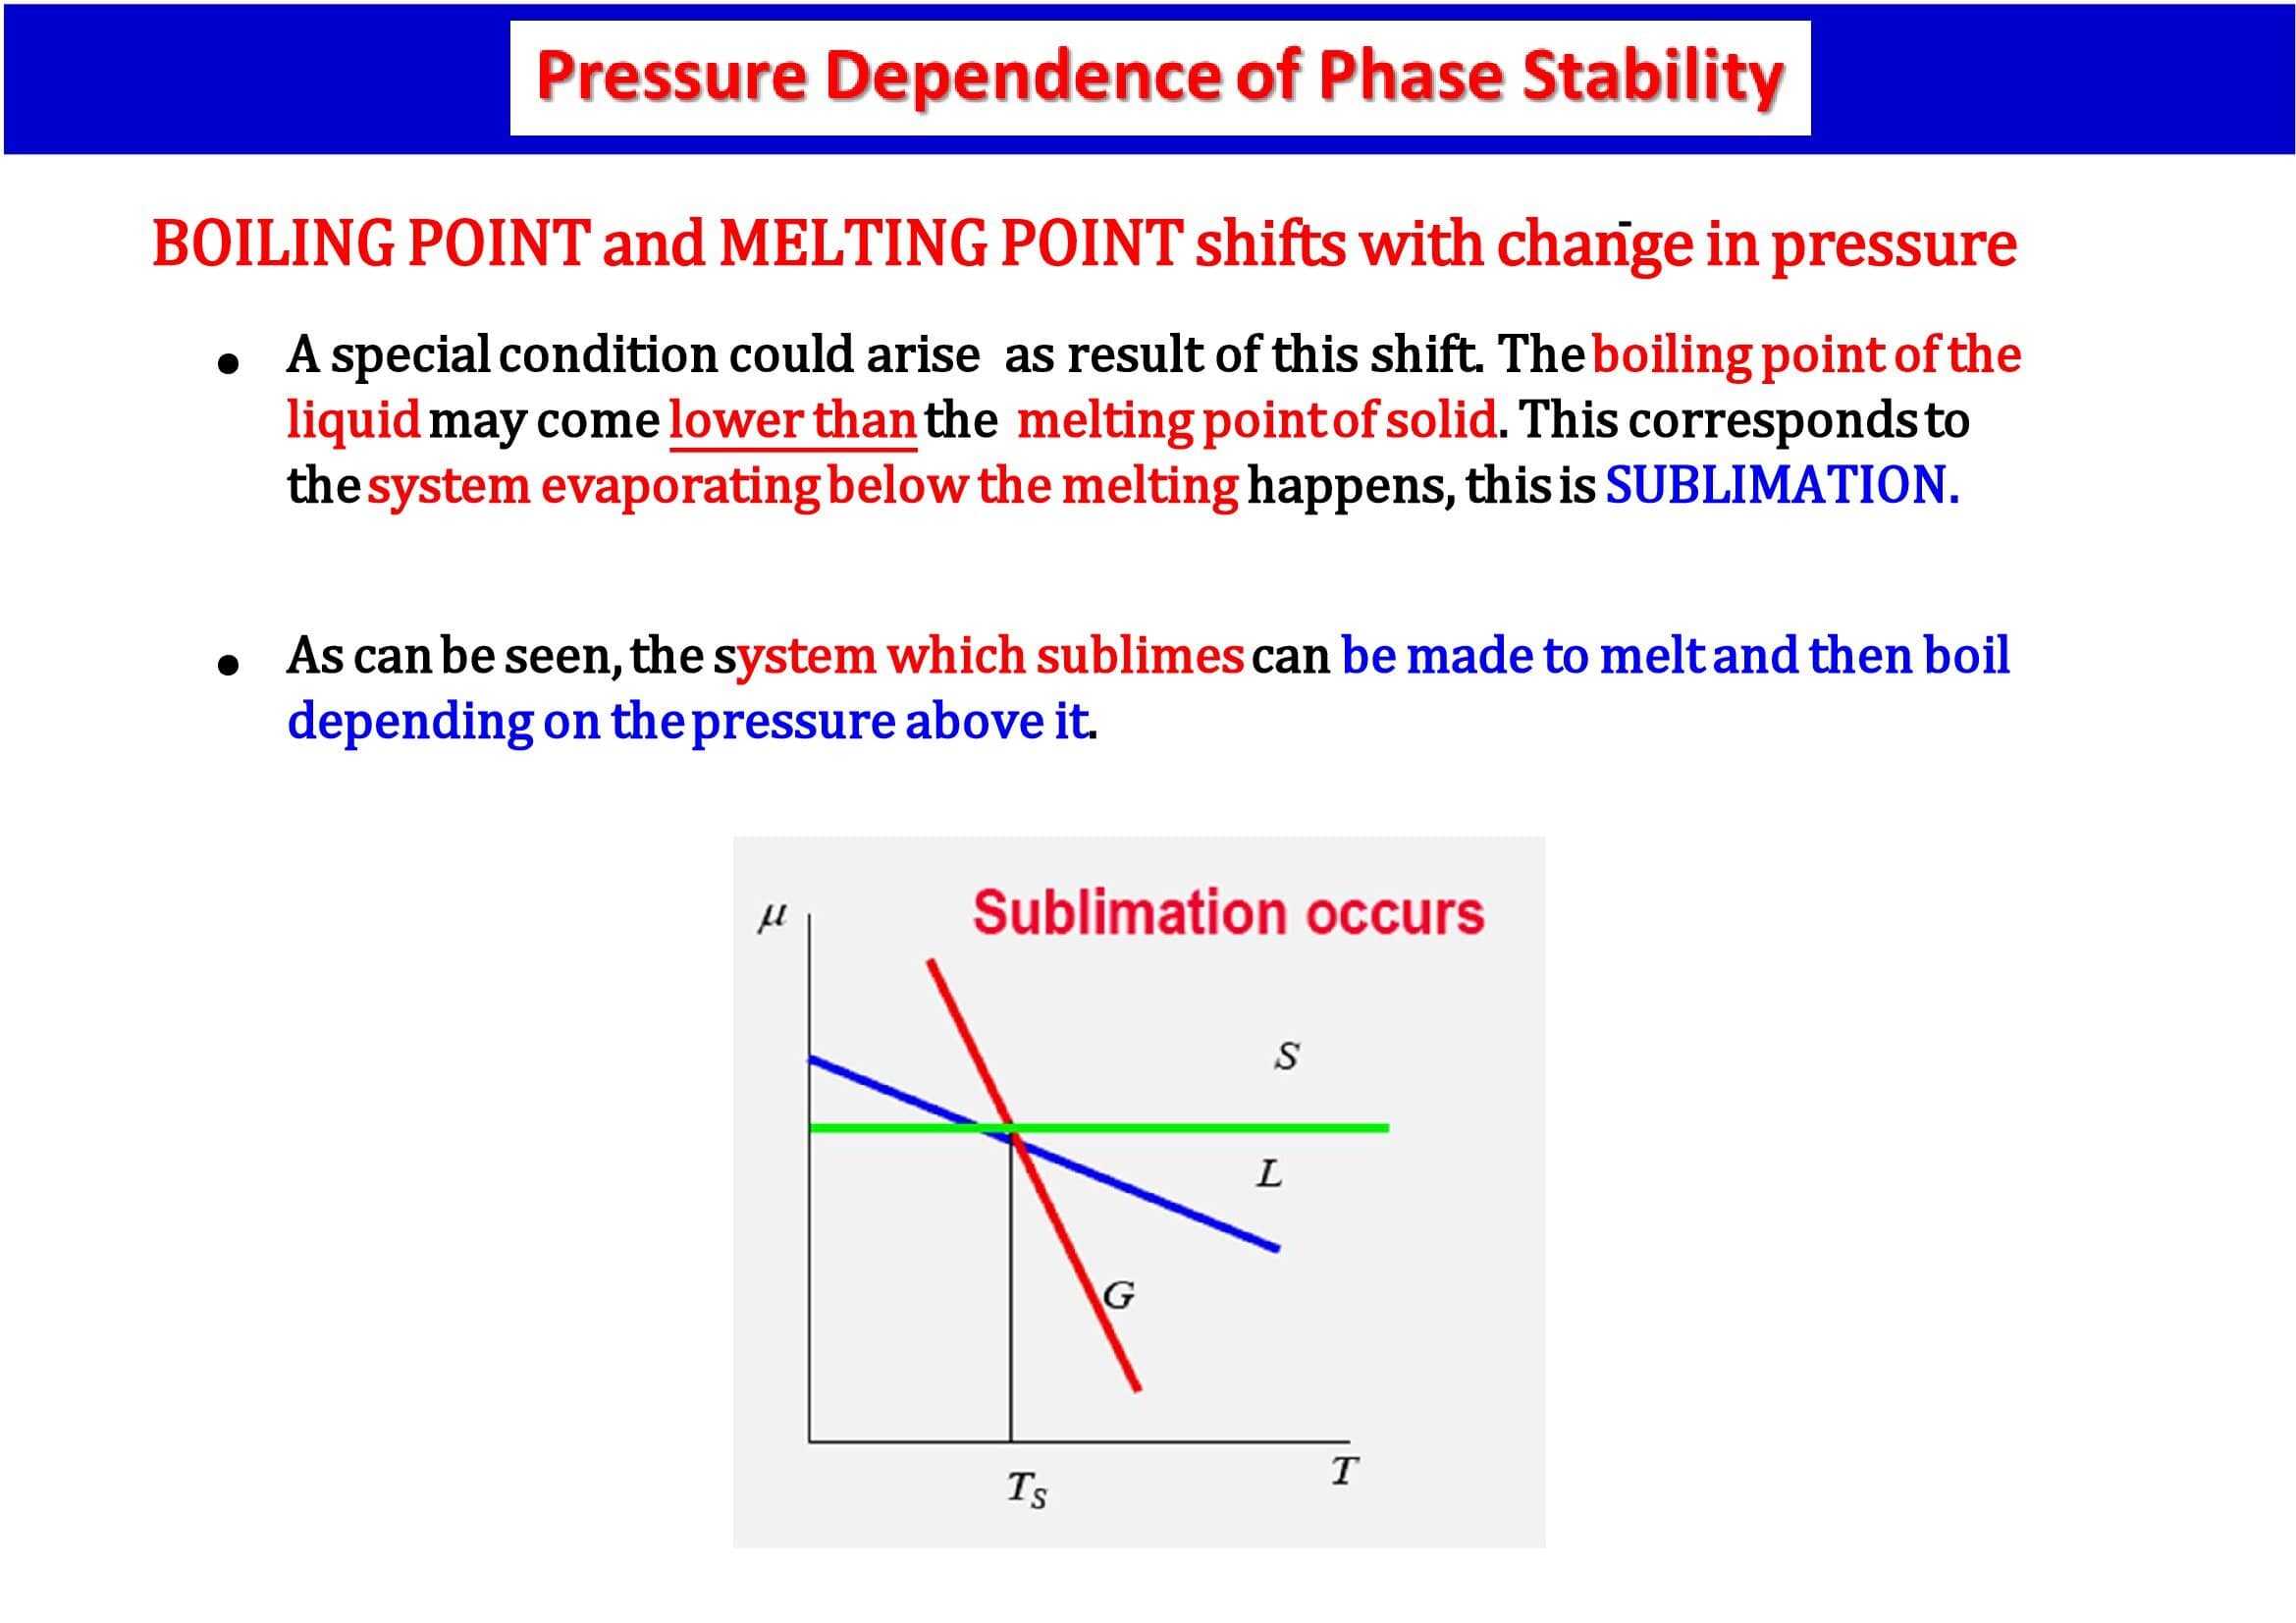 Pressure Dependence of Phase Stability
BOILING POINT and MELTING POINT shifts with change in pressure
• A special condition could arise as result of this shift. The boiling point of the
liquid may come lower than the melting point of solid. This corresponds to
the system evaporating below the melting happens, this is SUBLIMATION.
• As can be seen, the system which sublimes can be made to melt and then boil
depending on the pressure above it.
Sublimation occurs
μ
S
L
G
T
TS